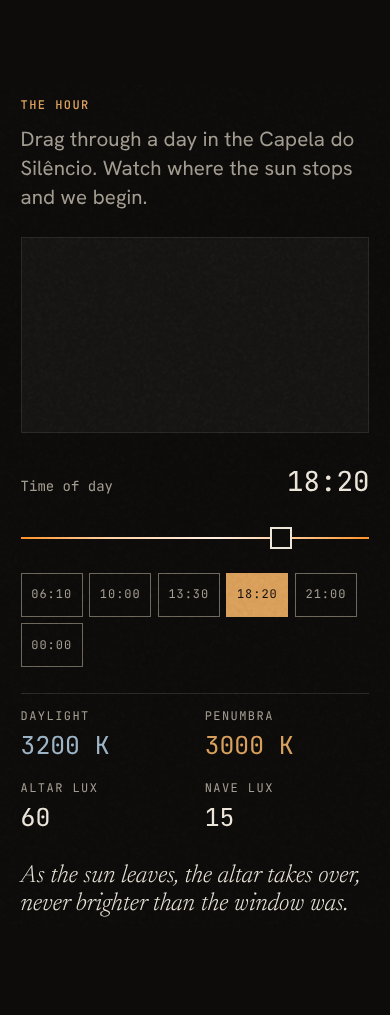 THE HOUR
Drag through a day in the Capela do
Silêncio. Watch where the sun stops
and we begin.
Time of day 18:20
06:10 10:00 13:30 18:20 21:00
00:00
DAYLIGHT PENUMBRA
3200 K 3000 K
ALTAR LUX NAVE LUX
60 15
As the sun leaves, the altar takes over,
never brighter than the window was.